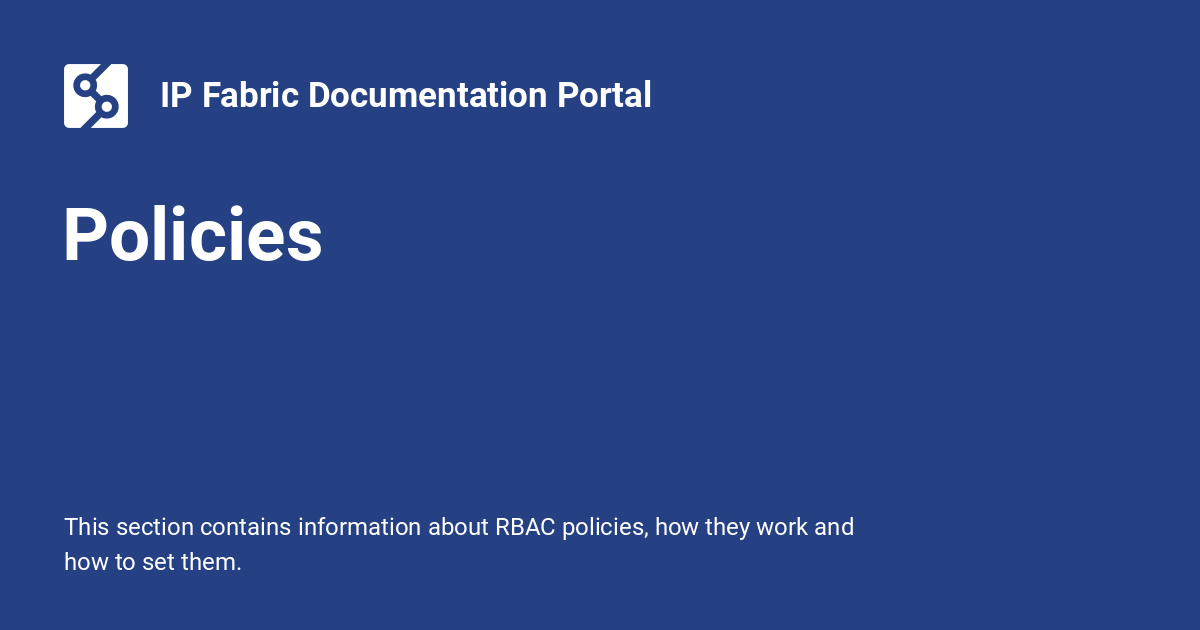 IP Fabric Documentation Portal
Policies
This section contains information about RBAC policies, how they work and
how to set them.